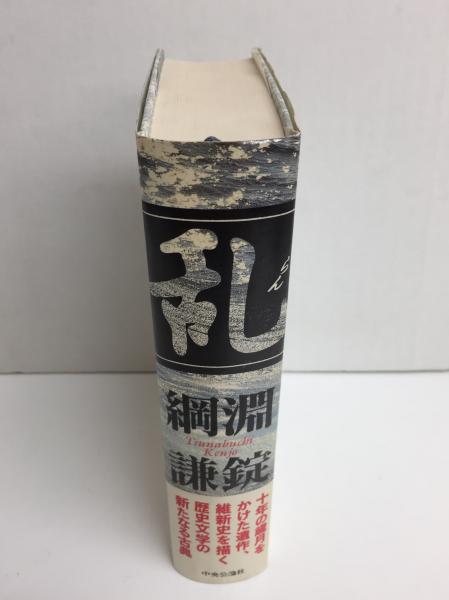 乱
らん
綱淵
Tsunabuchi
Kenjo
謙錠
十年の歳月を
かけた遺作、
維新史を描く
歴史文学の
新たなる古典
中央公論社